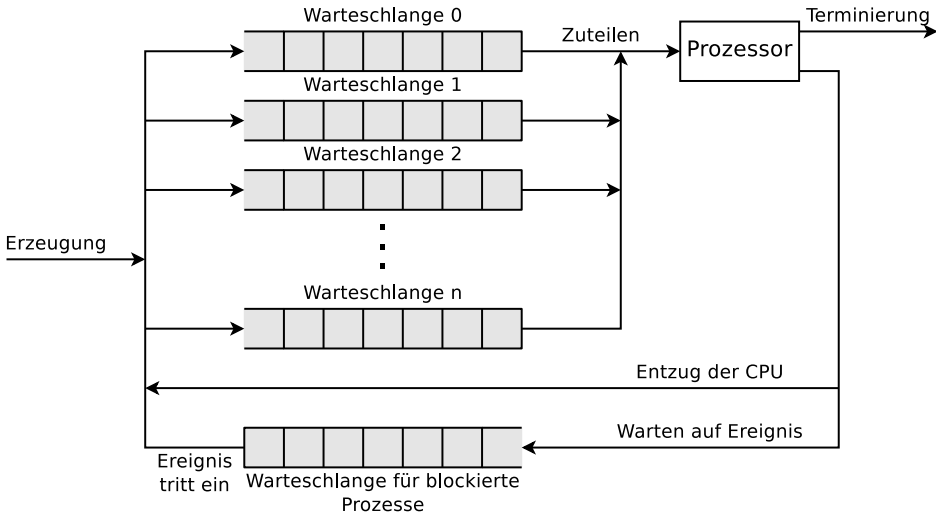 Warteschlange 0
Terminierung
Zuteilen
Prozessor
Warteschlange 1
Warteschlange 2
Erzeugung
Warteschlange n
Entzug der CPU
Warten auf Ereignis
Ereignis
tritt ein
Warteschlange für blockierte
Prozesse